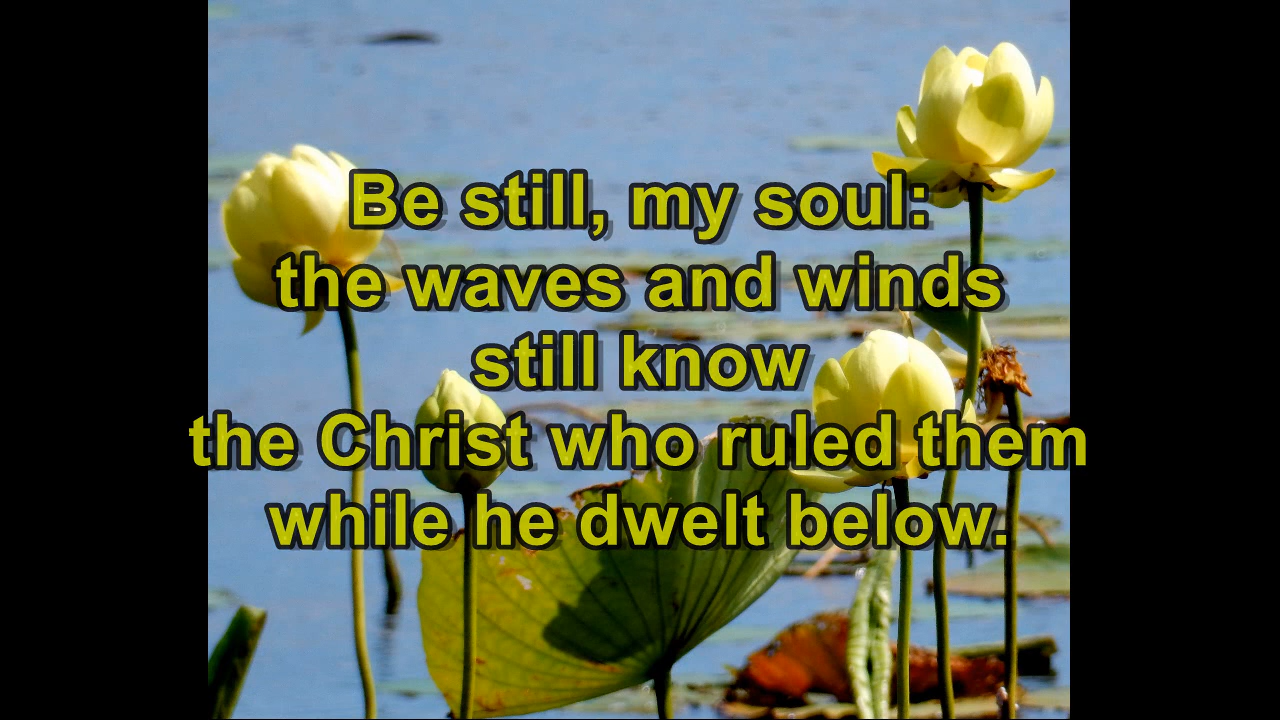 Be still, my soul:
the waves and winds
still know
the Christ who ruled them
while he dwelt below.